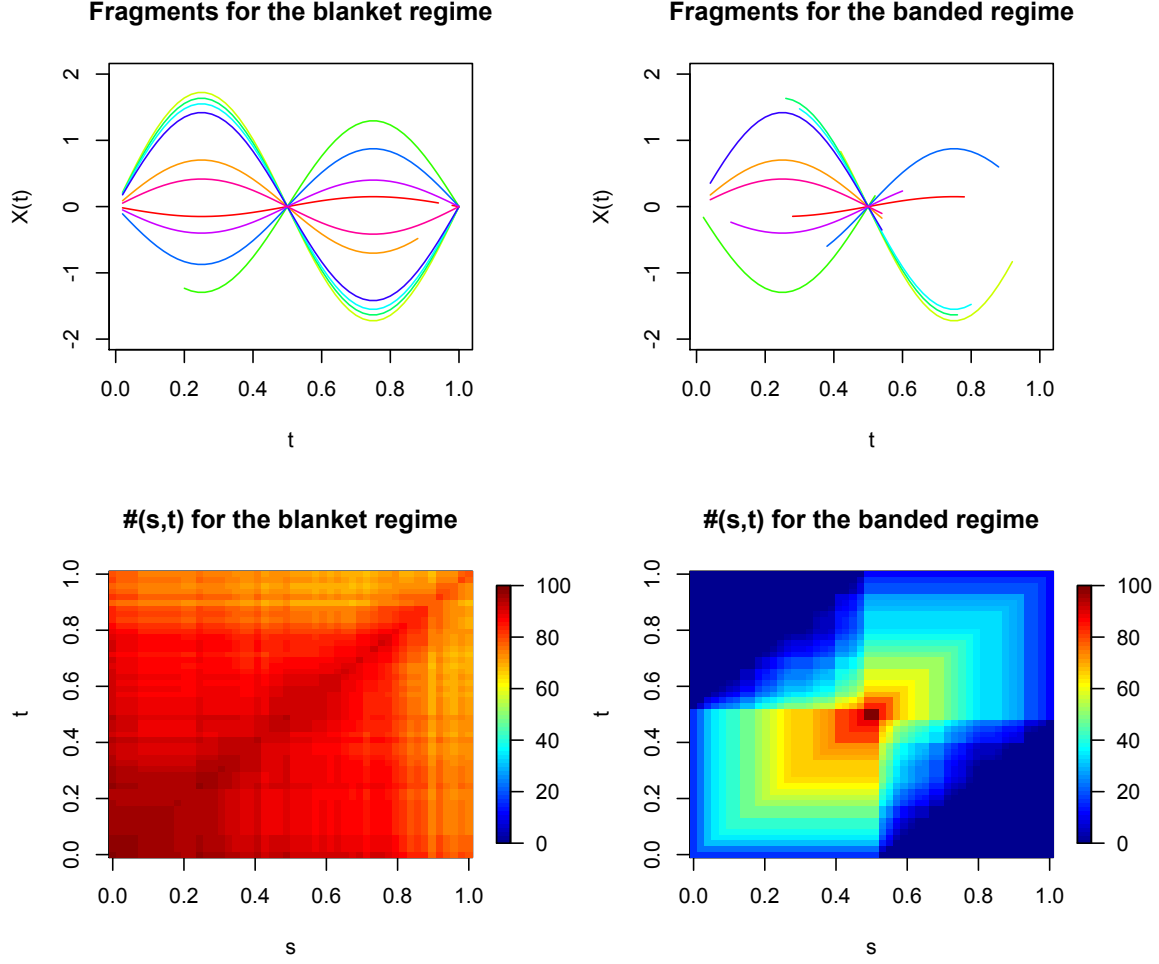 Fragments for the blanket regime
X(t)
2
1
0
-1
-2
0.0 0.2 0.4 0.6 0.8 1.0
t
Fragments for the banded regime
X(t)
2
1
0
-1
-2
0.0 0.2 0.4 0.6 0.8 1.0
t
#(s,t) for the blanket regime
t
1.0
0.8
0.6
0.4
0.2
0.0
0.0 0.2 0.4 0.6 0.8 1.0
s
100
80
60
40
20
0
#(s,t) for the banded regime
t
1.0
0.8
0.6
0.4
0.2
0.0
0.0 0.2 0.4 0.6 0.8 1.0
s
100
80
60
40
20
0